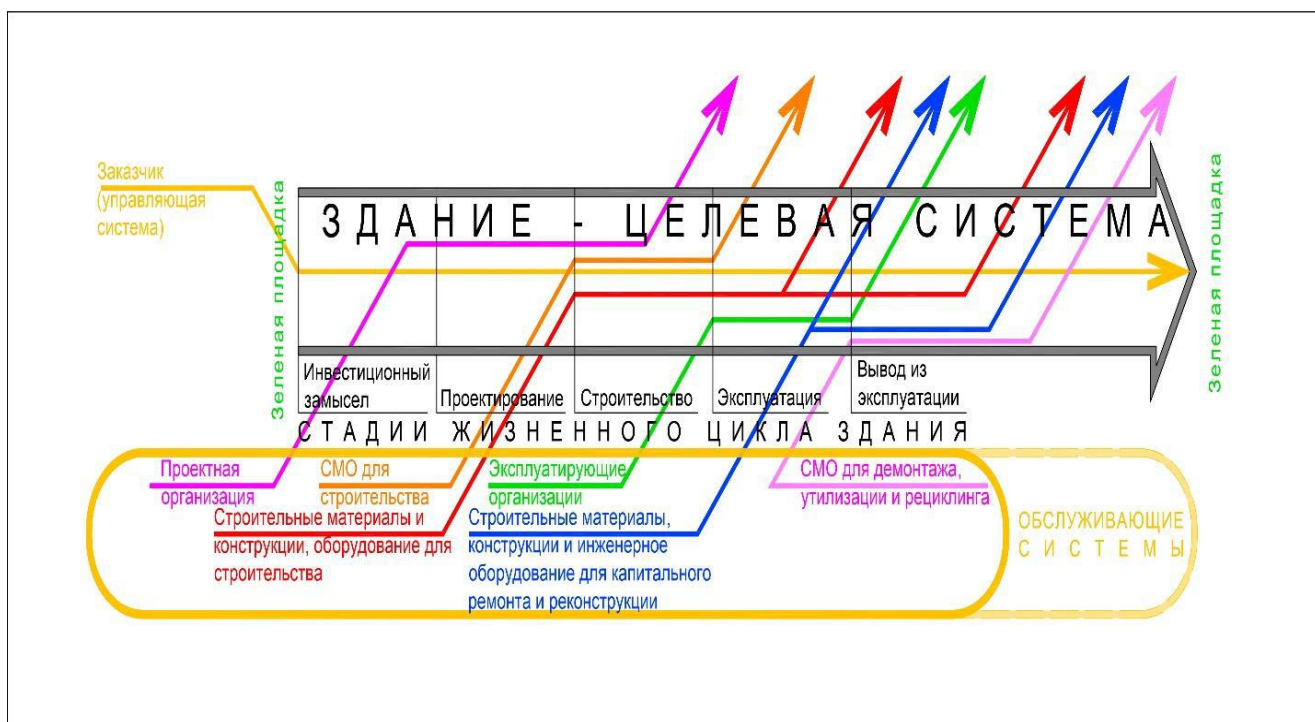 Заказчик
(управляющая
система)
Зеленая площадка
ЗДАНИЕ - ЦЕЛЕВАЯ СИСТЕМА
Зеленая площадка
Инвестиционный
замысел
Проектирование
Строительство
Эксплуатация
Вывод из
эксплуатации
СТАДИИ ЖИЗНЕННОГО ЦИКЛА ЗДАНИЯ
Проектная
организация
СМО для
строительства
Эксплуатирующие
организации
СМО для демонтажа,
утилизации и рециклинга
Строительные материалы и
конструкции, оборудование для
строительства
Строительные материалы,
конструкции и инженерное
оборудование для капитального
ремонта и реконструкции
ОБСЛУЖИВАЮЩИЕ
СИСТЕМЫ